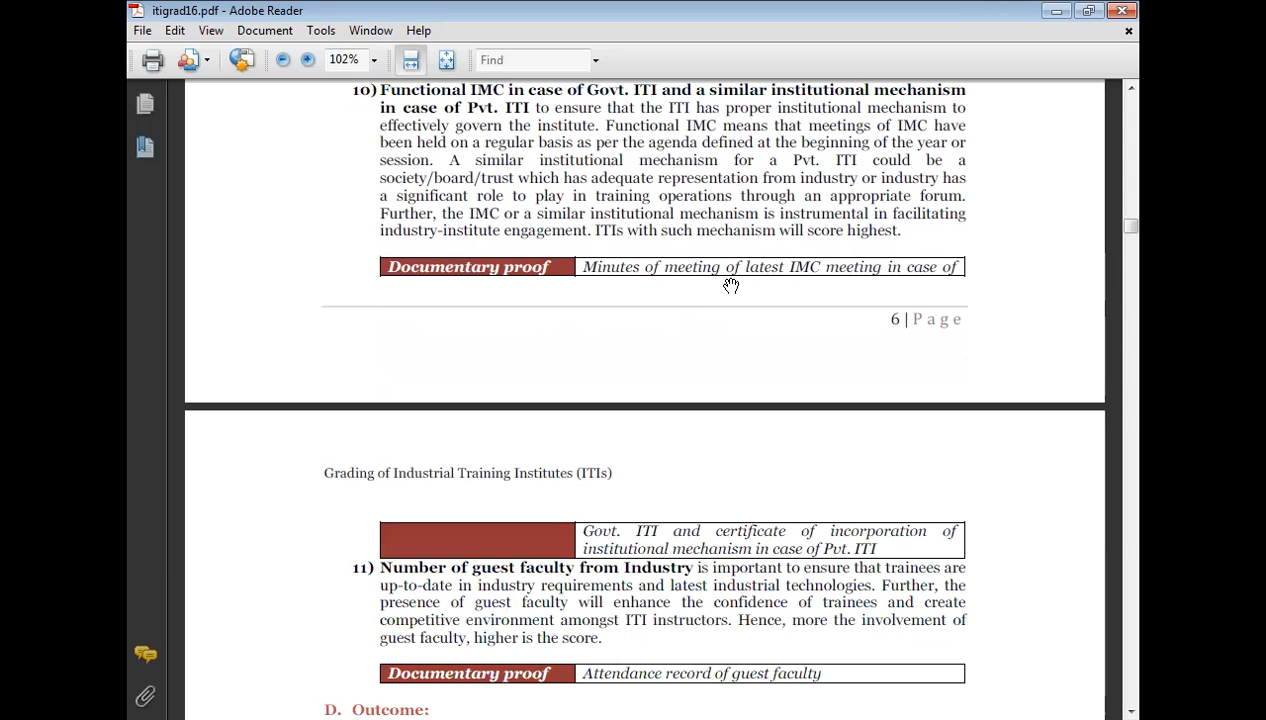 itigrad16.pdf - Adobe Reader
File Edit View Document Tools Window Help
102% Find
10) Functional IMC in case of Govt. ITI and a similar institutional mechanism
in case of Pvt. ITI to ensure that the ITI has proper institutional mechanism to
effectively govern the institute. Functional IMC means that meetings of IMC have
been held on a regular basis as per the agenda defined at the beginning of the year or
session. A similar institutional mechanism for a Pvt. ITI could be a
society/board/trust which has adequate representation from industry or industry has
a significant role to play in training operations through an appropriate forum.
Further, the IMC or a similar institutional mechanism is instrumental in facilitating
industry-institute engagement. ITIs with such mechanism will score highest.
Documentary proof Minutes of meeting of latest IMC meeting in case of
6 | Page
Grading of Industrial Training Institutes (ITIs)
Govt. ITI and certificate of incorporation of
institutional mechanism in case of Pvt. ITI
11) Number of guest faculty from Industry is important to ensure that trainees are
up-to-date in industry requirements and latest industrial technologies. Further, the
presence of guest faculty will enhance the confidence of trainees and create
competitive environment amongst ITI instructors. Hence, more the involvement of
guest faculty, higher is the score.
Documentary proof Attendance record of guest faculty
D. Outcome: